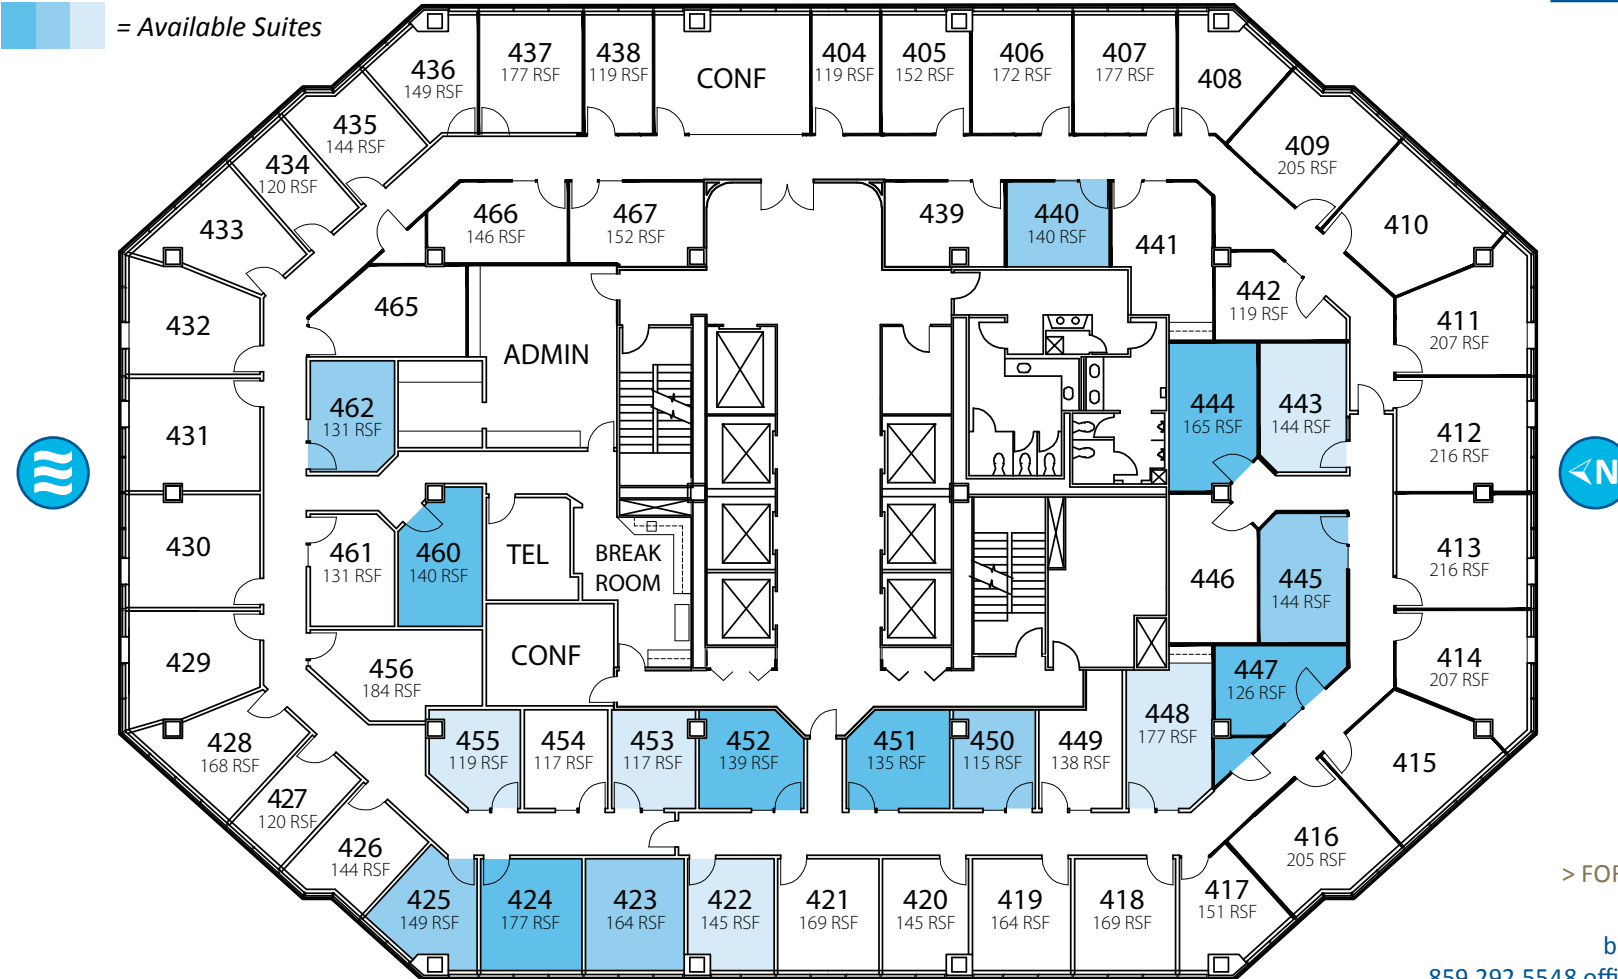 = Available Suites
436
149 RSF
437
177 RSF
438
119 RSF
CONF
404
119 RSF
405
152 RSF
406
172 RSF
407
177 RSF
408
435
144 RSF
434
120 RSF
433
409
205 RSF
410
466
146 RSF
467
152 RSF
439
440
140 RSF
441
442
119 RSF
432
465
ADMIN
411
207 RSF
431
462
131 RSF
444
165 RSF
443
144 RSF
412
216 RSF
N
430
461
131 RSF
460
140 RSF
TEL
BREAK
ROOM
446
445
144 RSF
413
216 RSF
429
456
184 RSF
CONF
447
126 RSF
414
207 RSF
428
168 RSF
455
119 RSF
454
117 RSF
453
117 RSF
452
139 RSF
451
135 RSF
450
115 RSF
449
138 RSF
448
177 RSF
415
427
120 RSF
426
144 RSF
416
205 RSF
425
149 RSF
424
177 RSF
423
164 RSF
422
145 RSF
421
169 RSF
420
145 RSF
419
164 RSF
418
169 RSF
417
151 RSF
> FOR
b
859.292.5548 offi